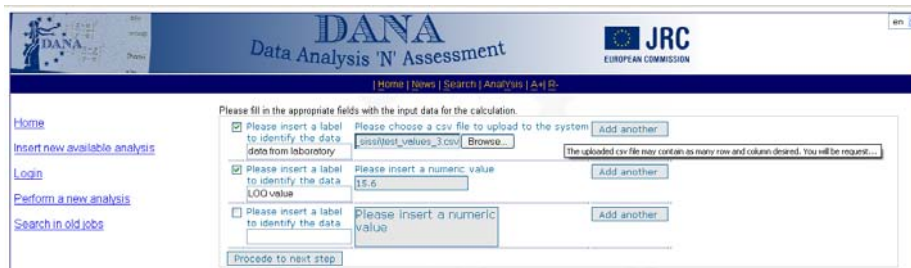 DANA
DANA
Data Analysis 'N' Assessment
JRC
EUROPEAN COMMISSION
en
| Home | News | Search | Analysis | A+| R-
Please fill in the appropriate fields with the input data for the calculation.
Home
Insert new available analysis
Login
Perform a new analysis
Search in old jobs
Please insert a label to identify the data
data from laboratory
Please choose a csv file to upload to the system
_siss\test_values_3.csv
Browse...
Add another
The uploaded csv file may contain as many row and column desired. You will be request...
Please insert a label to identify the data
LOQ value
Please insert a numeric value
15.6
Add another
Please insert a label to identify the data
Please insert a numeric value
Add another
Procede to next step